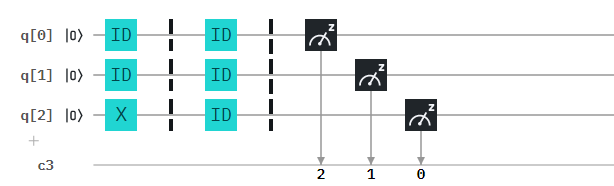 q[0] |0⟩ ID ID z
q[1] |0⟩ ID ID z
q[2] |0⟩ X ID z
+
c3
2 1 0